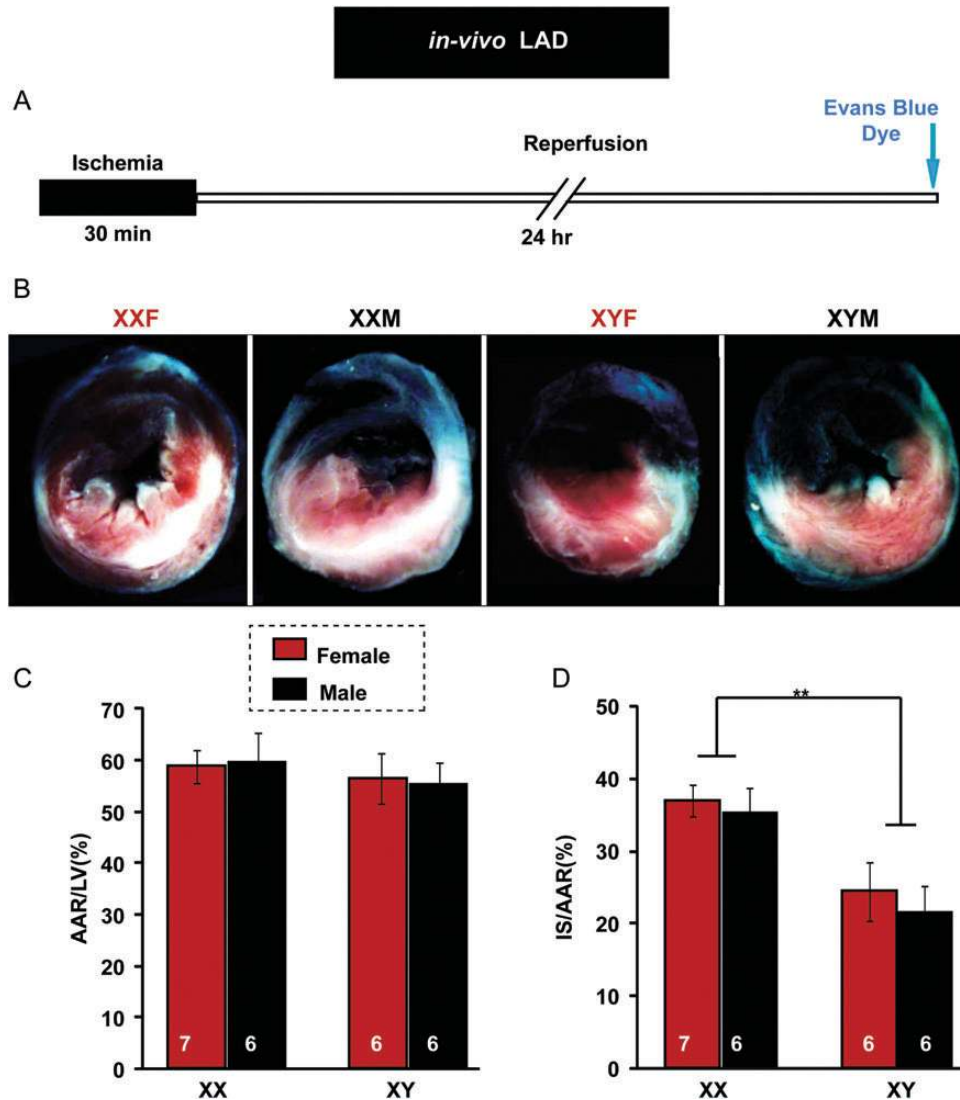 in-vivo LAD
A
Evans Blue
Dye
Reperfusion
Ischemia
30 min
24 hr
B
XXF XXM XYF XYM
Female
Male
C
70
60
50
40
30
20
10
0
AAR/LV(%)
7 6 6 6
XX XY
D
**
50
40
30
20
10
0
IS/AAR(%)
7 6 6 6
XX XY